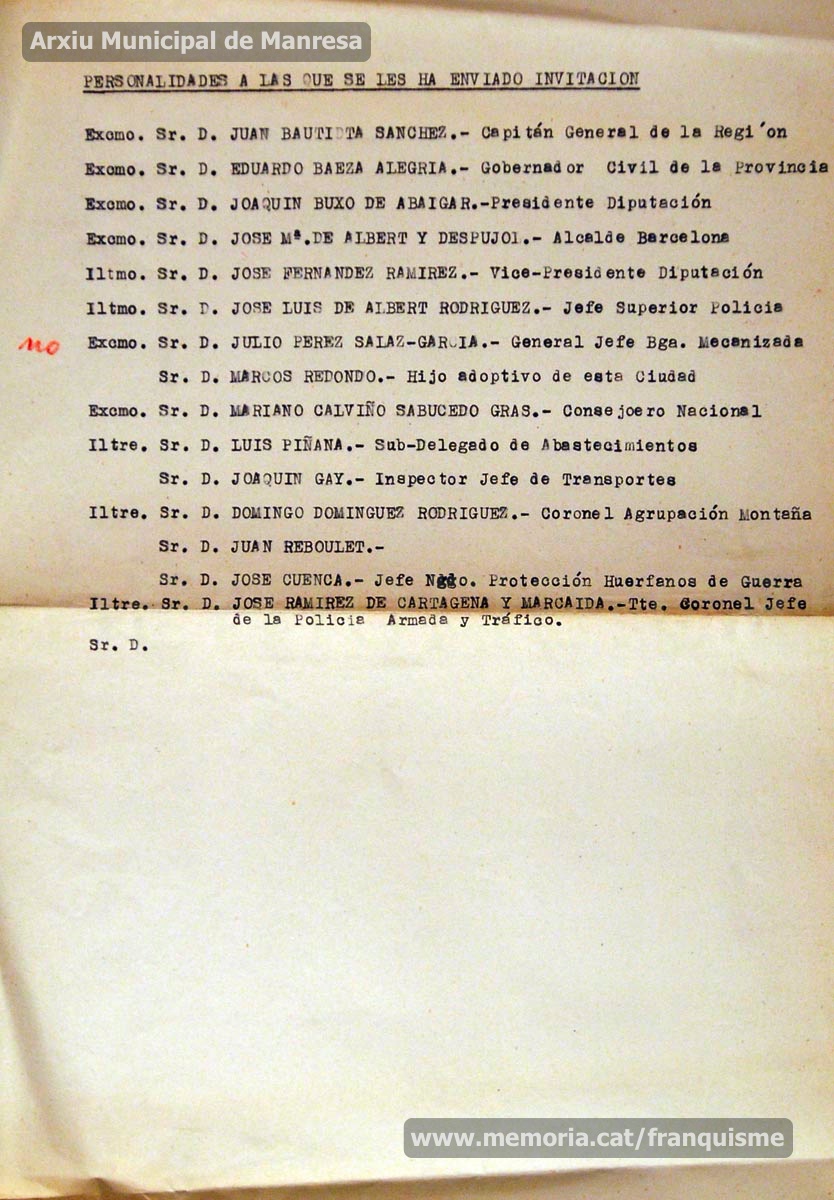 Arxiu Municipal de Manresa
PERSONALIDADES A LAS QUE SE LES HA ENVIADO INVITACION
Excmo. Sr. D. JUAN BAUTISTA SANCHEZ.- Capitán General de la Regi´on
Excmo. Sr. D. EDUARDO BAEZA ALEGRIA.- Gobernador Civil de la Provincia
Excmo. Sr. D. JOAQUIN BUXO DE ABAIGAR.-Presidente Diputación
Excmo. Sr. D. JOSE Mª.DE ALBERT Y DESPUJOL.- Alcalde Barcelona
Iltmo. Sr. D. JOSE FERNANDEZ RAMIREZ.- Vice-Presidente Diputación
Iltmo. Sr. D. JOSE LUIS DE ALBERT RODRIGUEZ.- Jefe Superior Policia
no Excmo. Sr. D. JULIO PEREZ SALAZ-GARCIA.- General Jefe Bga. Mecanizada
Sr. D. MARCOS REDONDO.- Hijo adoptivo de esta Ciudad
Excmo. Sr. D. MARIANO CALVIÑO SABUCEDO GRAS.- Consejoero Nacional
Iltre. Sr. D. LUIS PIÑANA.- Sub-Delegado de Abastecimientos
Sr. D. JOAQUIN GAY.- Inspector Jefe de Transportes
Iltre. Sr. D. DOMINGO DOMINGUEZ RODRIGUEZ.- Coronel Agrupación Montaña
Sr. D. JUAN REBOULET.-
Sr. D. JOSE CUENCA.- Jefe Ngdo. Protección Huerfanos de Guerra
Iltre. Sr. D. JOSE RAMIREZ DE CARTAGENA Y MARCAIDA.-Tte. Coronel Jefe
de la Policia Armada y Tráfico.
Sr. D.
www.memoria.cat/franquisme